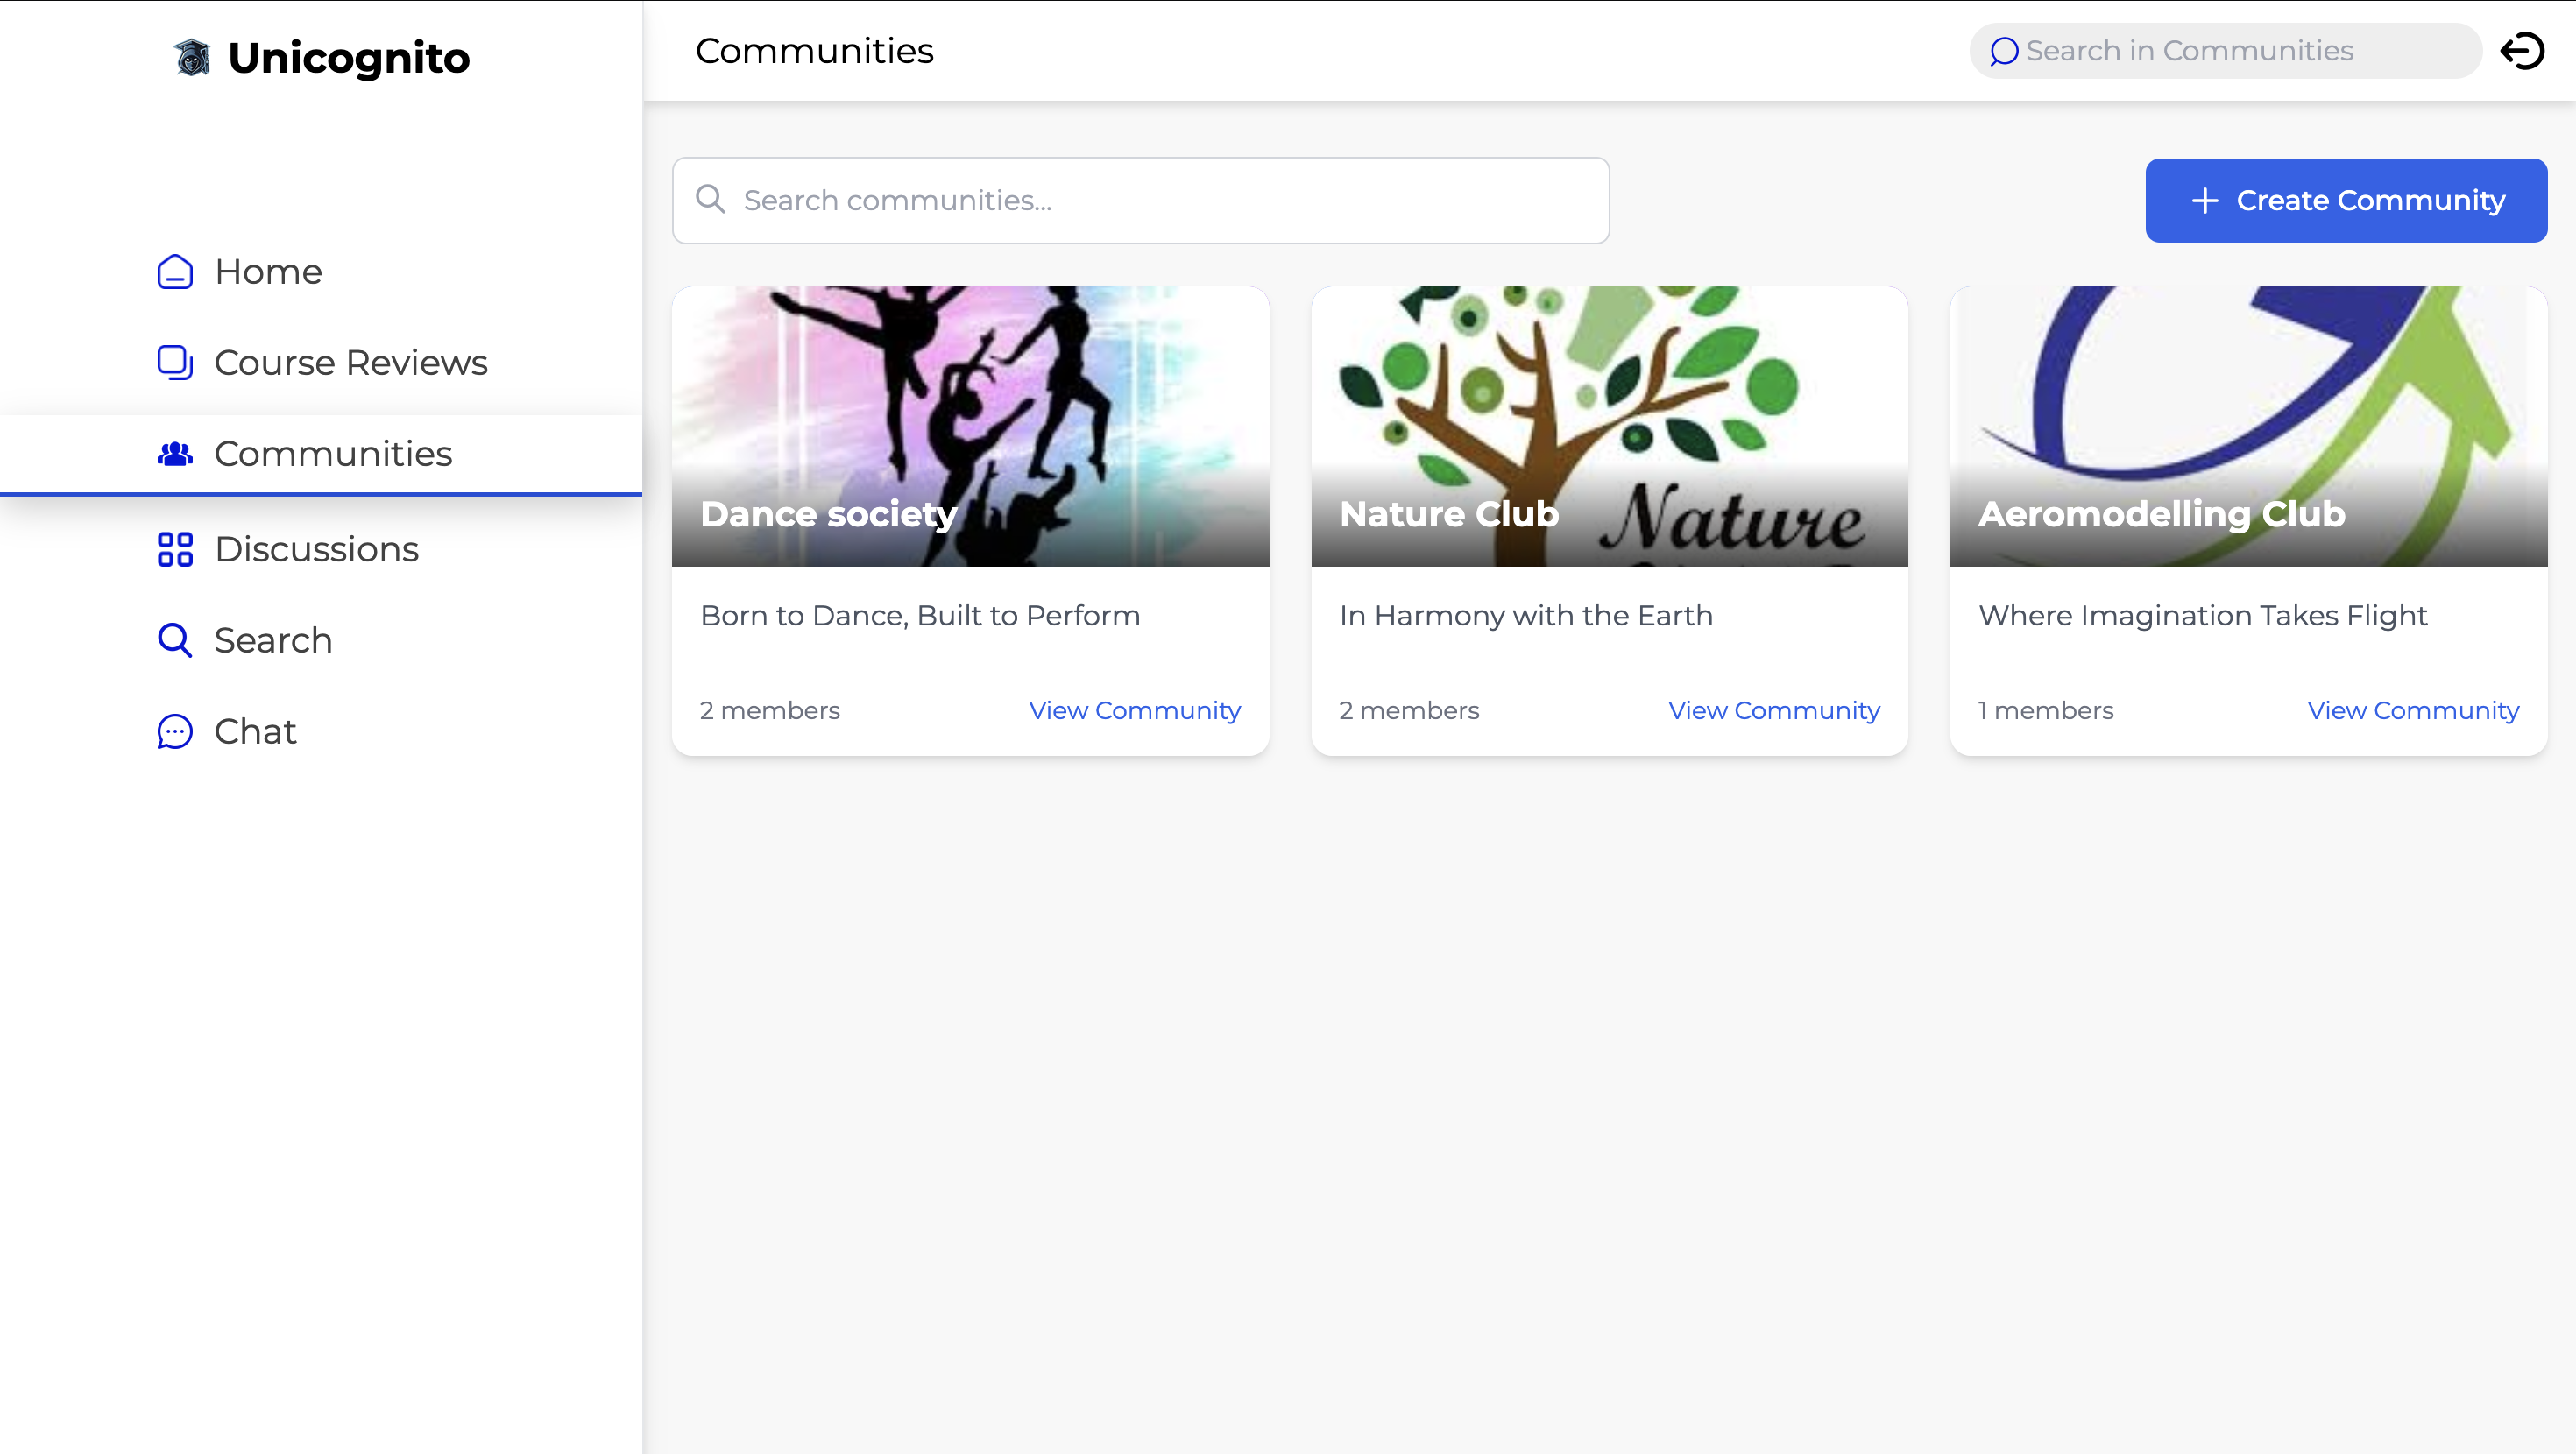 Unicognito
Home
Course Reviews
Communities
Discussions
Search
Chat
Communities
Search in Communities
Search communities...
Create Community
Dance society
Born to Dance, Built to Perform
2 members
View Community
Nature
Nature Club
In Harmony with the Earth
2 members
View Community
Aeromodelling Club
Where Imagination Takes Flight
1 members
View Community